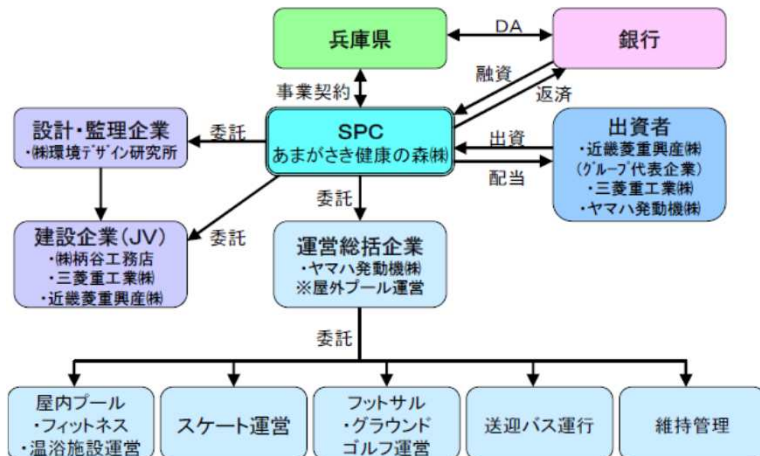 兵庫県
DA
銀行
融資
返済
事業契約
設計・監理企業
・㈱環境デザイン研究所
委託
SPC
あまがさき健康の森㈱
出資
配当
出資者
・近畿菱重興産㈱
(グループ代表企業)
・三菱重工業㈱
・ヤマハ発動機㈱
建設企業(JV)
・㈱柄谷工務店
・三菱重工業㈱
・近畿菱重興産㈱
委託
委託
運営総括企業
・ヤマハ発動機㈱
※屋外プール運営
委託
屋内プール
・フィットネス
・温浴施設運営
スケート運営
フットサル
・グラウンド
ゴルフ運営
送迎バス運行
維持管理